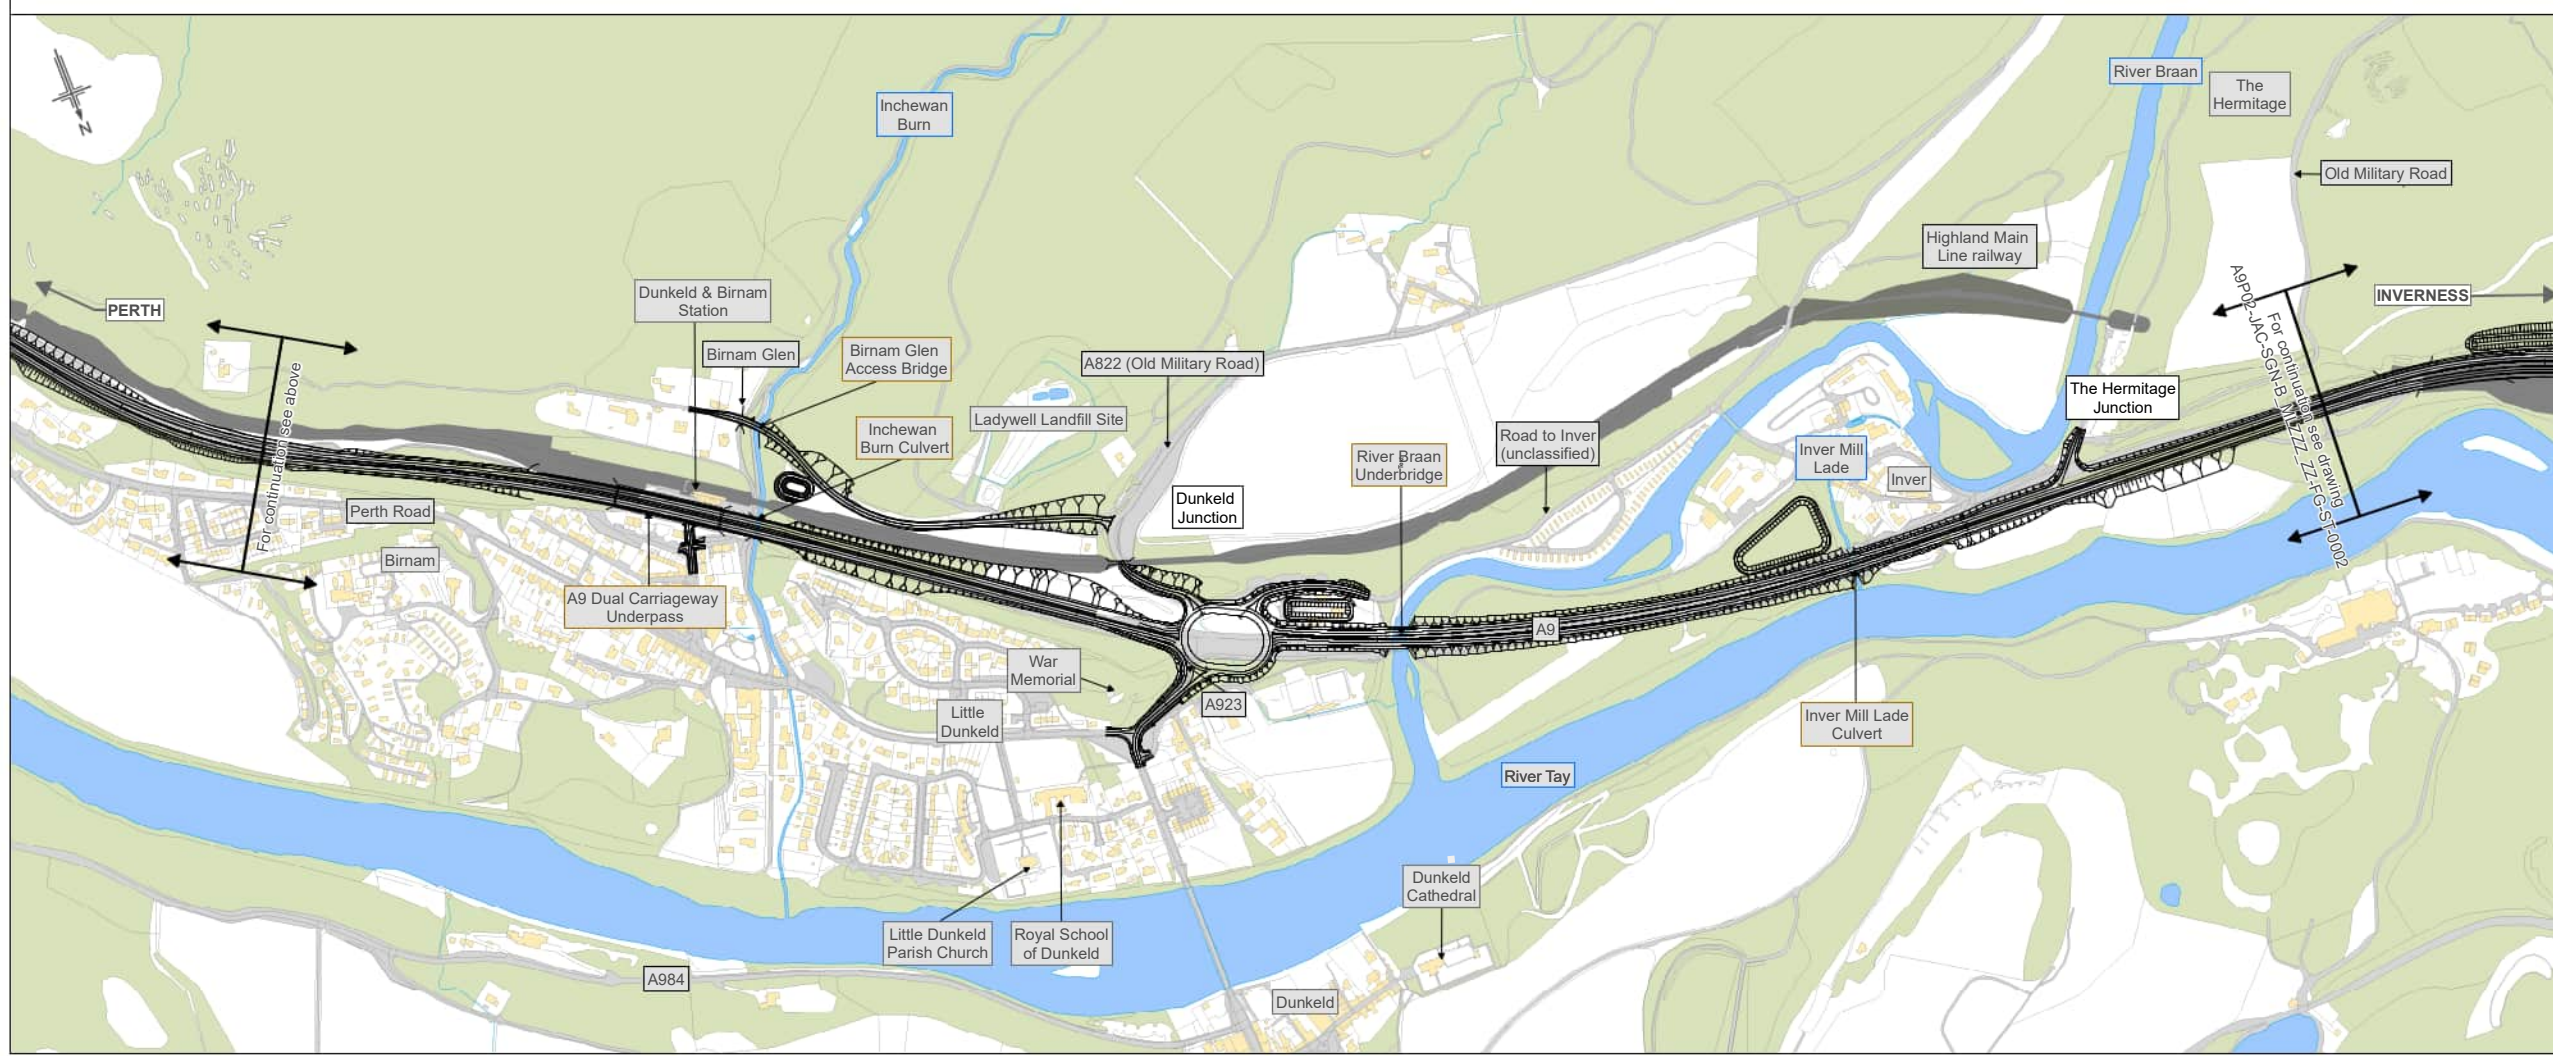 River Braan
The
Hermitage
Inchewan
Burn
N
Old Military Road
Highland Main
Line railway
PERTH
Dunkeld & Birnam
Station
INVERNESS
Birnam Glen
Birnam Glen
Access Bridge
A822 (Old Military Road)
For continuation see drawing
A9P02-JAC-SGN-B_MZZZ_ZZ-FG-ST-0002
The Hermitage
Junction
For continuation see above
Ladywell Landfill Site
Inchewan
Burn Culvert
Road to Inver
(unclassified)
River Braan
Underbridge
Inver Mill
Lade
Inver
Perth Road
Dunkeld
Junction
Birnam
A9 Dual Carriageway
Underpass
A9
War
Memorial
A923
Little
Dunkeld
Inver Mill Lade
Culvert
River Tay
Dunkeld
Cathedral
Little Dunkeld
Parish Church
Royal School
of Dunkeld
A984
Dunkeld